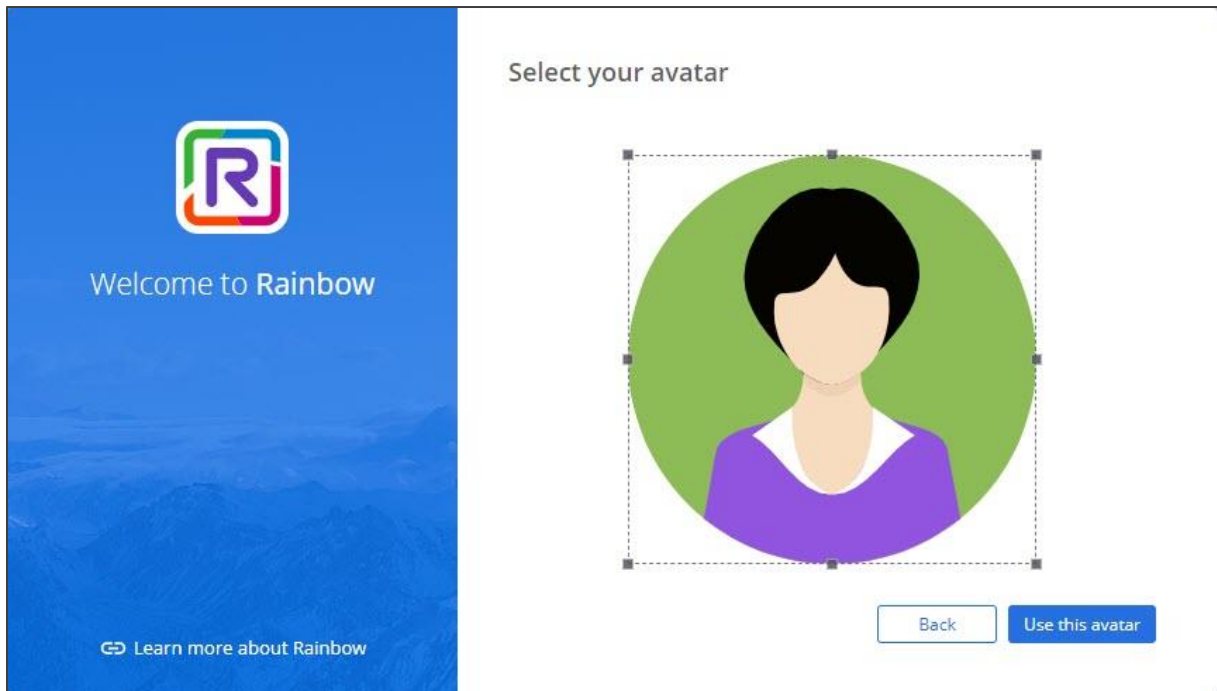 R
Welcome to Rainbow
Learn more about Rainbow
Select your avatar
Back
Use this avatar